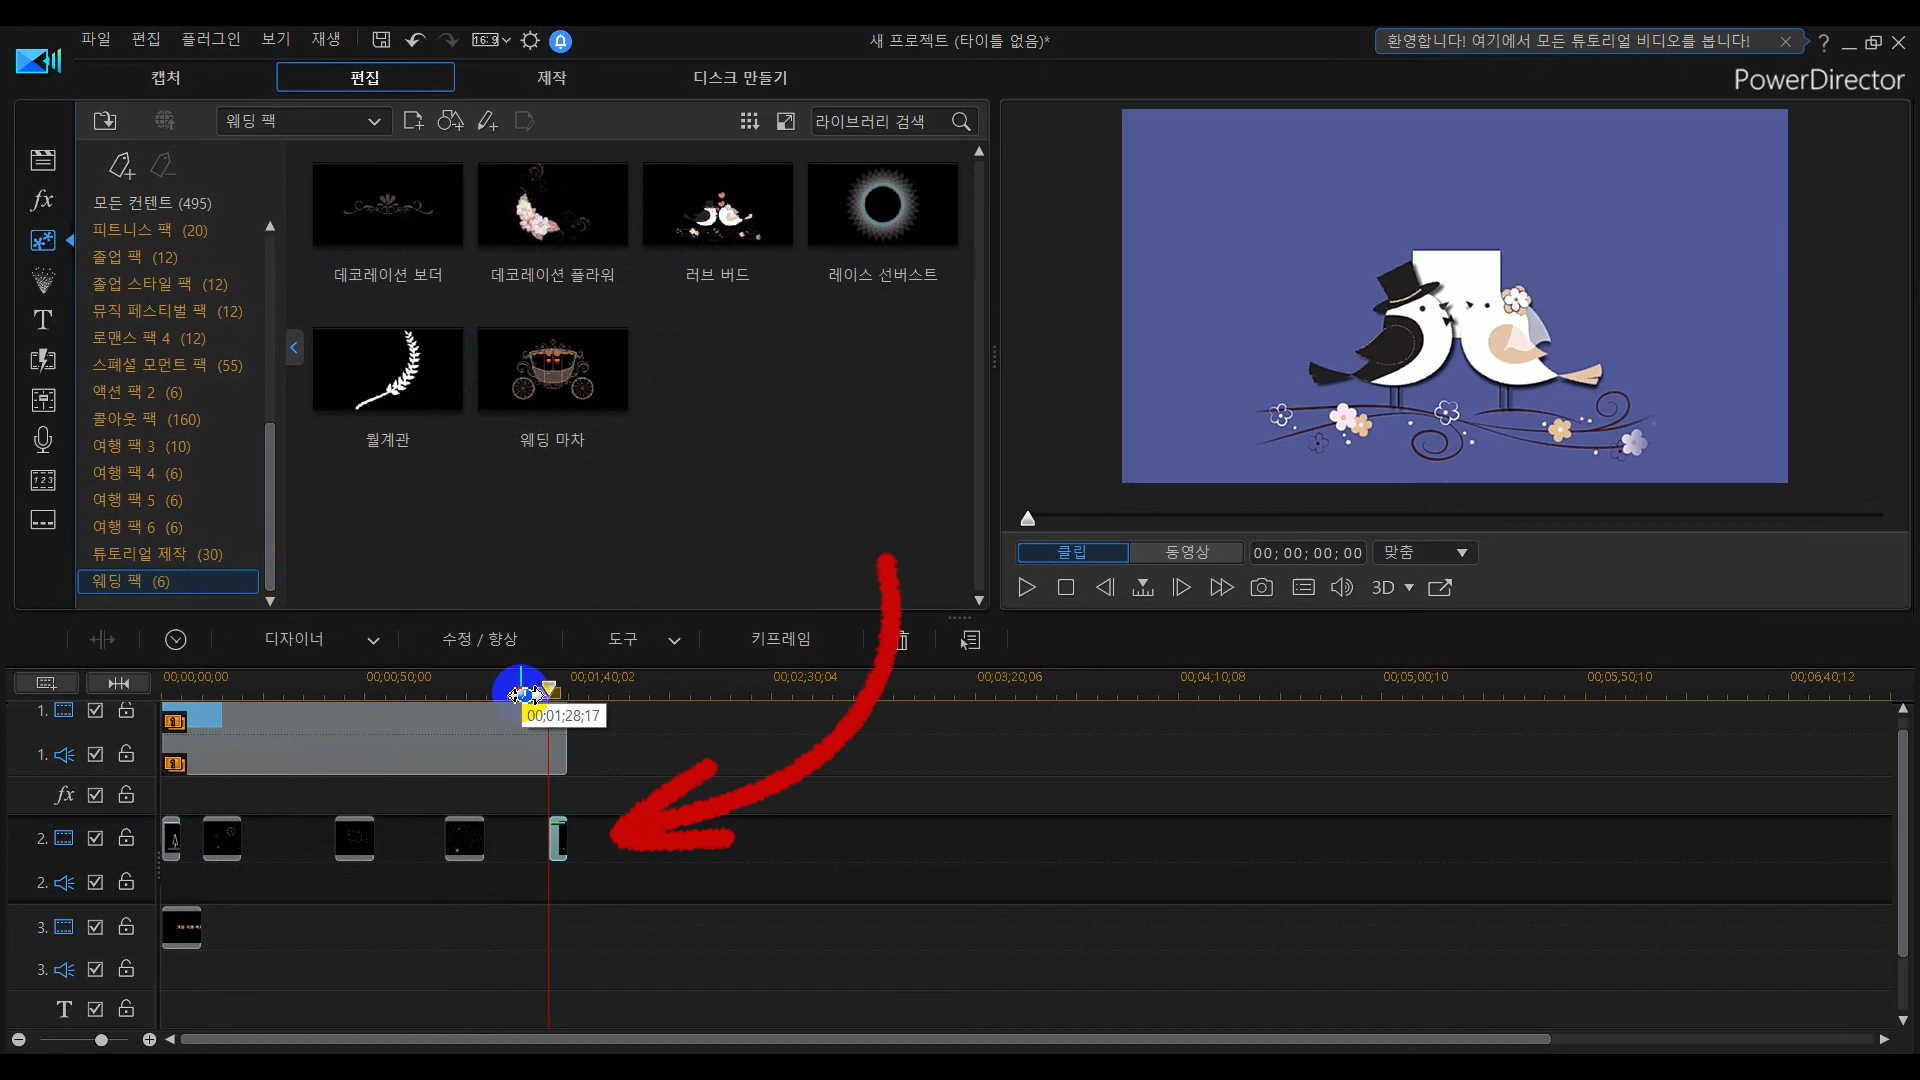 파일 편집 플러그인 보기 재생 16:9
새 프로젝트 (타이틀 없음)*
환영합니다! 여기에서 모든 튜토리얼 비디오를 봅니다!
?
캡처 편집 제작 디스크 만들기
PowerDirector
웨딩 팩
라이브러리 검색
모든 컨텐트 (495)
피트니스 팩 (20)
졸업 팩 (12)
졸업 스타일 팩 (12)
뮤직 페스티벌 팩 (12)
로맨스 팩 4 (12)
스페셜 모먼트 팩 (55)
액션 팩 2 (6)
콜아웃 팩 (160)
여행 팩 3 (10)
여행 팩 4 (6)
여행 팩 5 (6)
여행 팩 6 (6)
튜토리얼 제작 (30)
웨딩 팩 (6)
데코레이션 보더 데코레이션 플라워 러브 버드 레이스 선버스트
월계관 웨딩 마차
클립 동영상 00; 00; 00; 00 맞춤
3D
디자이너 수정 / 향상 도구 키프레임
00;00;00;00 00;00;50;00 00;01;40;02 00;02;30;04 00;03;20;06 00;04;10;08 00;05;00;10 00;05;50;10 00;06;40;12
00;01;28;17
1.
1.
fx
2.
2.
3.
3.
T